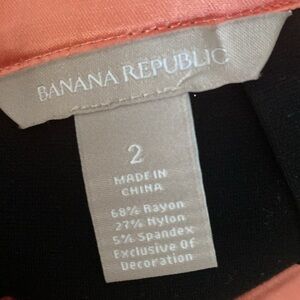 BANANA REPUBLIC
2
MADE IN
CHINA
68% Rayon
27% Nylon
5% Spandex
Exclusive Of
Decoration